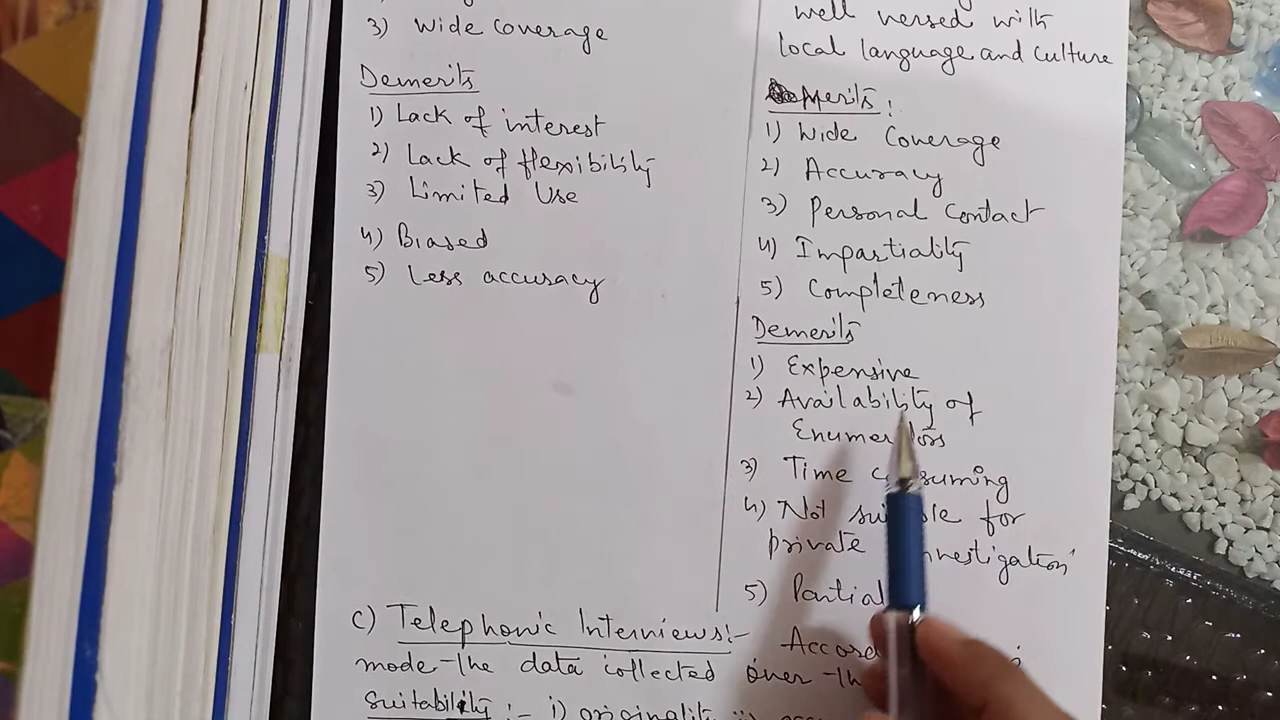 3) Wide coverage
Demerits
1) Lack of interest
2) Lack of flexibility
3) Limited Use
4) Biased
5) Less accuracy
well versed with
local language and culture
Merits :
1) Wide Coverage
2) Accuracy
3) Personal Contact
4) Impartiality
5) Completeness
Demerits
1) Expensive
2) Availability of
3) Time
4) Not for
private
5) Partial
C) Telephonic Interviews :-
mode the data collected over the
Suitability :- i) originality